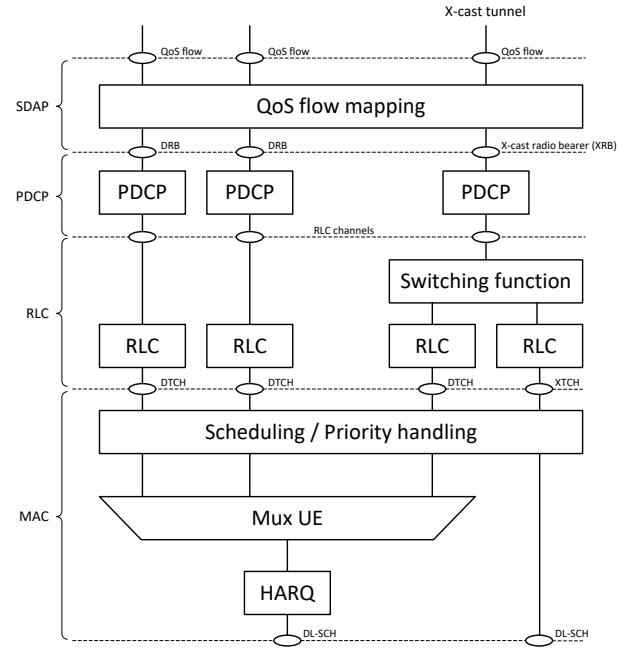 X-cast tunnel
QoS flow
QoS flow
QoS flow
SDAP
QoS flow mapping
DRB
DRB
X-cast radio bearer (XRB)
PDCP
PDCP
PDCP
PDCP
RLC channels
Switching function
RLC
RLC
RLC
RLC
RLC
DTCH
DTCH
DTCH
XTCH
Scheduling / Priority handling
MAC
Mux UE
HARQ
DL-SCH
DL-SCH